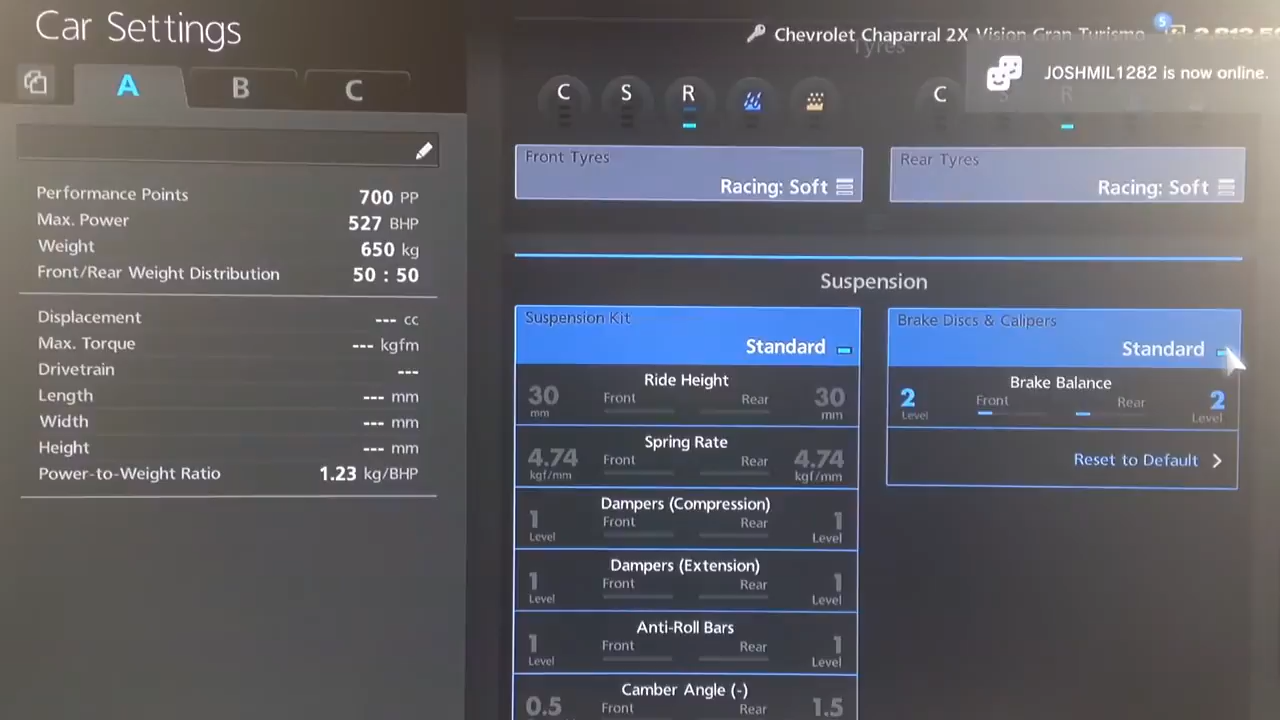 Car Settings
Chevrolet Chaparral 2X Vision Gran Turismo
5
JOSHMIL1282 is now online.
A
B
C
Tyres
C
S
R
C
S
R
Front Tyres
Racing: Soft
Rear Tyres
Racing: Soft
Performance Points 700 PP
Max. Power 527 BHP
Weight 650 kg
Front/Rear Weight Distribution 50 : 50
Displacement --- cc
Max. Torque --- kgfm
Drivetrain ---
Length --- mm
Width --- mm
Height --- mm
Power-to-Weight Ratio 1.23 kg/BHP
Suspension
Suspension Kit
Standard
Ride Height
30 mm Front Rear 30 mm
Spring Rate
4.74 kgf/mm Front Rear 4.74 kgf/mm
Dampers (Compression)
1 Level Front Rear 1 Level
Dampers (Extension)
1 Level Front Rear 1 Level
Anti-Roll Bars
1 Level Front Rear 1 Level
Camber Angle (-)
0.5 Front Rear 1.5
Brake Discs & Calipers
Standard
Brake Balance
2 Level Front Rear 2 Level
Reset to Default